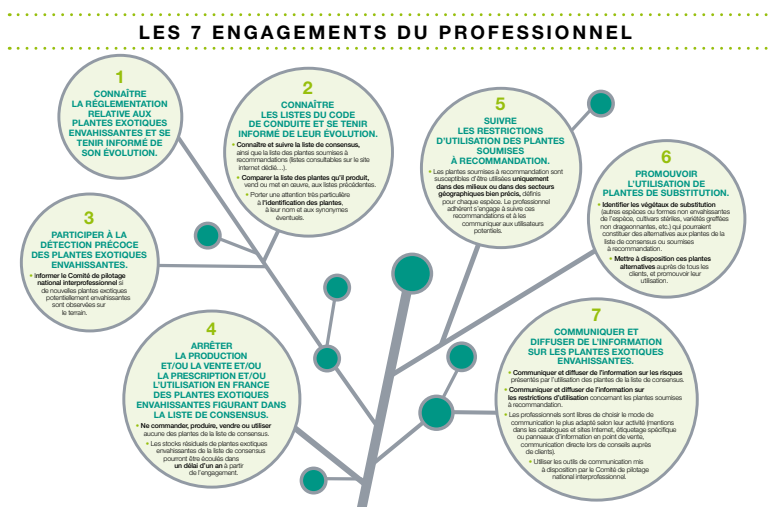 LES 7 ENGAGEMENTS DU PROFESSIONNEL
1
CONNAÎTRE
LA RÉGLEMENTATION
RELATIVE AUX
PLANTES EXOTIQUES
ENVAHISSANTES ET SE
TENIR INFORMÉ DE
SON ÉVOLUTION.
2
CONNAÎTRE
LES LISTES DU CODE
DE CONDUITE ET SE TENIR
INFORMÉ DE LEUR ÉVOLUTION.
• Connaître et suivre la liste de consensus,
ainsi que la liste des plantes soumises à
recommandations (listes consultables sur le site
internet dédié…).
• Comparer la liste des plantes qu'il produit,
vend ou met en œuvre, aux listes précédentes.
• Porter une attention très particulière
à l'identification des plantes,
à leur nom et aux synonymes
éventuels.
3
PARTICIPER À LA
DÉTECTION PRÉCOCE
DES PLANTES EXOTIQUES
ENVAHISSANTES.
• Informer le Comité de pilotage
national interprofessionnel si
de nouvelles plantes exotiques
potentiellement envahissantes
sont observées sur
le terrain.
4
ARRÊTER
LA PRODUCTION
ET/OU LA VENTE ET/OU
LA PRESCRIPTION ET/OU
L'UTILISATION EN FRANCE
DES PLANTES EXOTIQUES
ENVAHISSANTES FIGURANT DANS
LA LISTE DE CONSENSUS.
• Ne commander, produire, vendre ou utiliser
aucune des plantes de la liste de consensus.
• Les stocks résiduels de plantes exotiques
envahissantes de la liste de consensus
pourront être écoulés dans
un délai d'un an à partir
de l'engagement.
5
SUIVRE
LES RESTRICTIONS
D'UTILISATION DES PLANTES
SOUMISES
À RECOMMANDATION.
• Les plantes soumises à recommandation sont
susceptibles d'être utilisées uniquement
dans des milieux ou dans des secteurs
géographiques bien précis, définis
pour chaque espèce. Le professionnel
adhérent s'engage à suivre ces
recommandations et à les
communiquer aux utilisateurs
potentiels.
6
PROMOUVOIR
L'UTILISATION DE
PLANTES DE SUBSTITUTION.
• Identifier les végétaux de substitution
(autres espèces ou formes non envahissantes
de l'espèce, cultivars stériles, variétés greffées
non drageonnantes, etc.) qui pourraient
constituer des alternatives aux plantes de la
liste de consensus ou soumises
à recommandation.
• Mettre à disposition ces plantes
alternatives auprès de tous les
clients, et promouvoir leur
utilisation.
7
COMMUNIQUER ET
DIFFUSER DE L'INFORMATION
SUR LES PLANTES EXOTIQUES
ENVAHISSANTES.
• Communiquer et diffuser de l'information sur les risques
présentés par l'utilisation des plantes de la liste de consensus.
• Communiquer et diffuser de l'information sur
les restrictions d'utilisation concernant les plantes soumises
à recommandation.
• Les professionnels sont libres de choisir le mode de
communication le plus adapté selon leur activité (mentions
dans les catalogues et sites Internet, étiquetage spécifique
ou panneaux d'information en point de vente,
communication directe lors de conseils auprès
de clients).
• Utiliser les outils de communication mis
à disposition par le Comité de pilotage
national interprofessionnel.